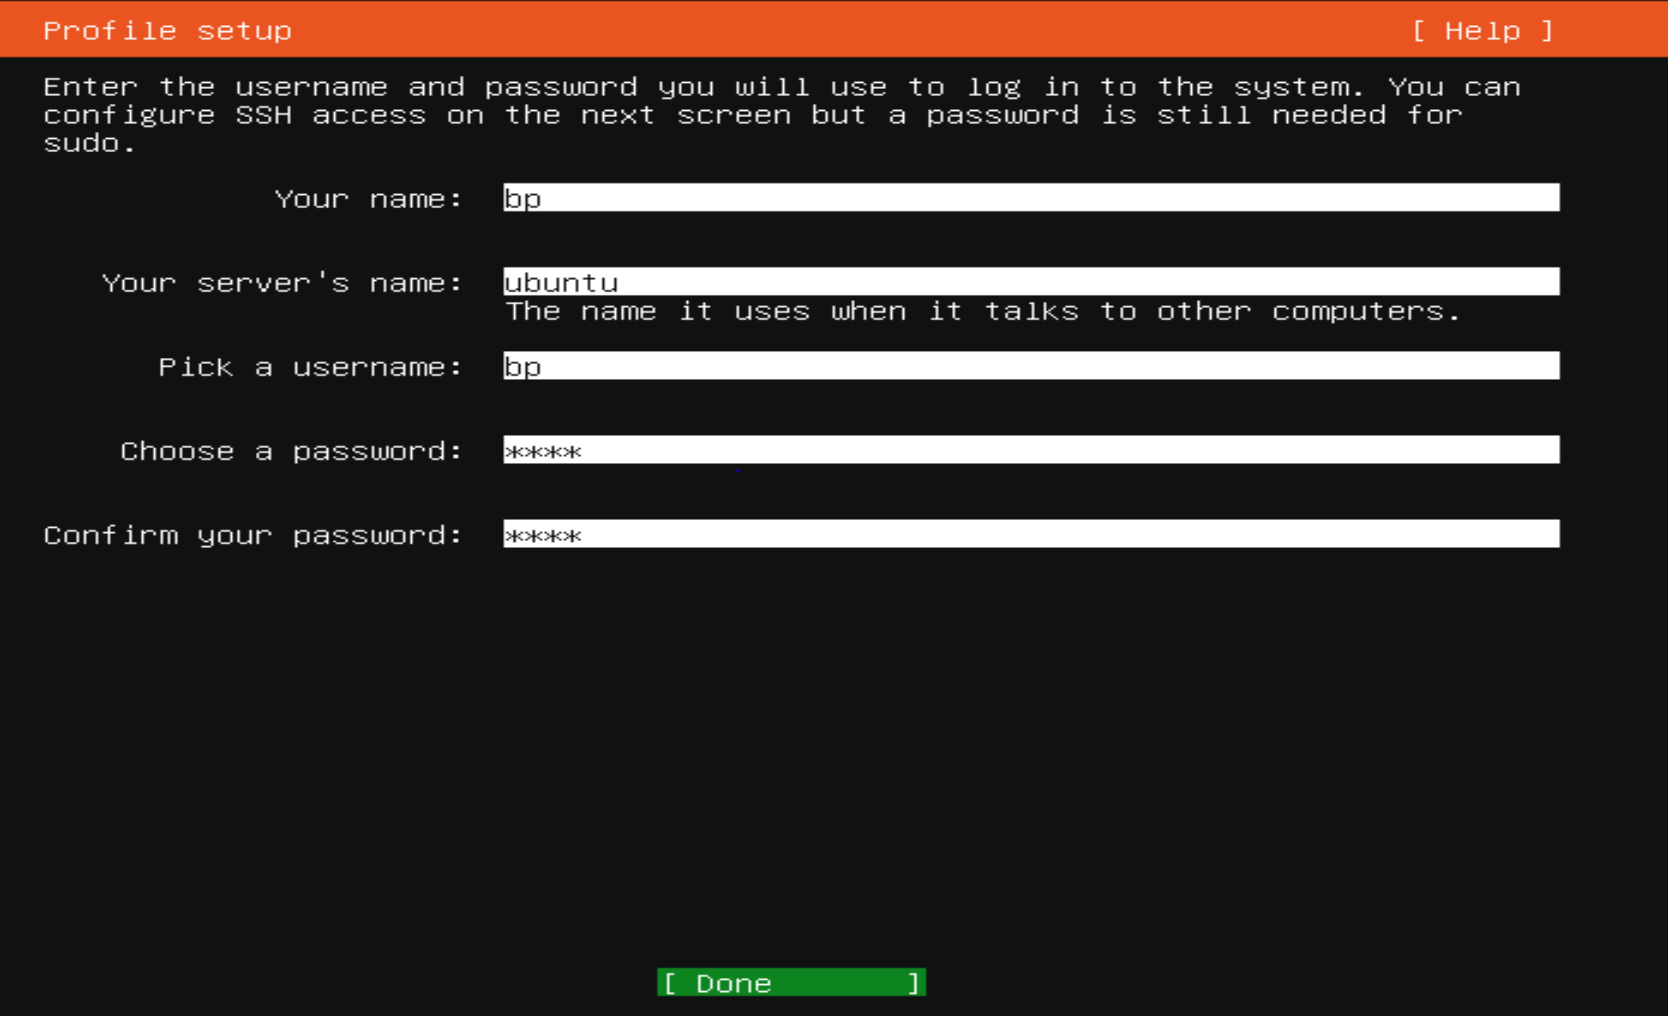 Profile setup [ Help ]
Enter the username and password you will use to log in to the system. You can
configure SSH access on the next screen but a password is still needed for
sudo.
Your name: bp
Your server's name: ubuntu
The name it uses when it talks to other computers.
Pick a username: bp
Choose a password: ****
Confirm your password: ****
[ Done ]